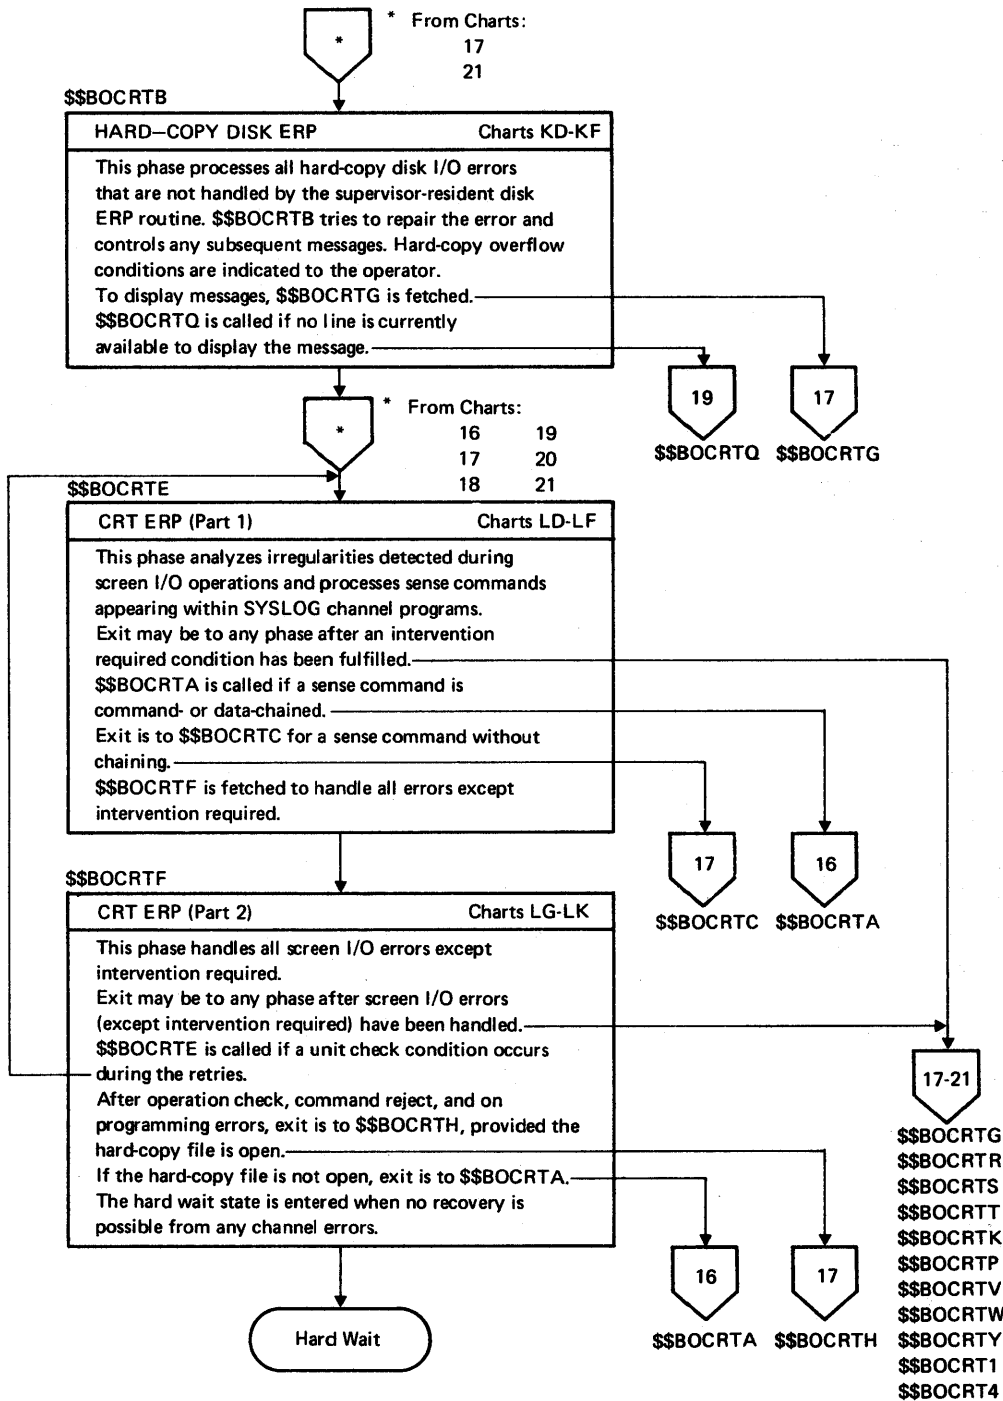 *
* From Charts:
17
21
$$BOCRTB
HARD–COPY DISK ERP Charts KD-KF
This phase processes all hard-copy disk I/O errors
that are not handled by the supervisor-resident disk
ERP routine. $$BOCRTB tries to repair the error and
controls any subsequent messages. Hard-copy overflow
conditions are indicated to the operator.
To display messages, $$BOCRTG is fetched.
$$BOCRTQ is called if no line is currently
available to display the message.
19 17
$$BOCRTQ $$BOCRTG
*
* From Charts:
16 19
17 20
18 21
$$BOCRTE
CRT ERP (Part 1) Charts LD-LF
This phase analyzes irregularities detected during
screen I/O operations and processes sense commands
appearing within SYSLOG channel programs.
Exit may be to any phase after an intervention
required condition has been fulfilled.
$$BOCRTA is called if a sense command is
command- or data-chained.
Exit is to $$BOCRTC for a sense command without
chaining.
$$BOCRTF is fetched to handle all errors except
intervention required.
17 16
$$BOCRTC $$BOCRTA
$$BOCRTF
CRT ERP (Part 2) Charts LG-LK
This phase handles all screen I/O errors except
intervention required.
Exit may be to any phase after screen I/O errors
(except intervention required) have been handled.
$$BOCRTE is called if a unit check condition occurs
during the retries.
After operation check, command reject, and on
programming errors, exit is to $$BOCRTH, provided the
hard-copy file is open.
If the hard-copy file is not open, exit is to $$BOCRTA.
The hard wait state is entered when no recovery is
possible from any channel errors.
17-21
$$BOCRTG
$$BOCRTR
$$BOCRTS
$$BOCRTT
$$BOCRTK
$$BOCRTP
$$BOCRTV
$$BOCRTW
$$BOCRTY
$$BOCRT1
$$BOCRT4
16 17
$$BOCRTA $$BOCRTH
Hard Wait